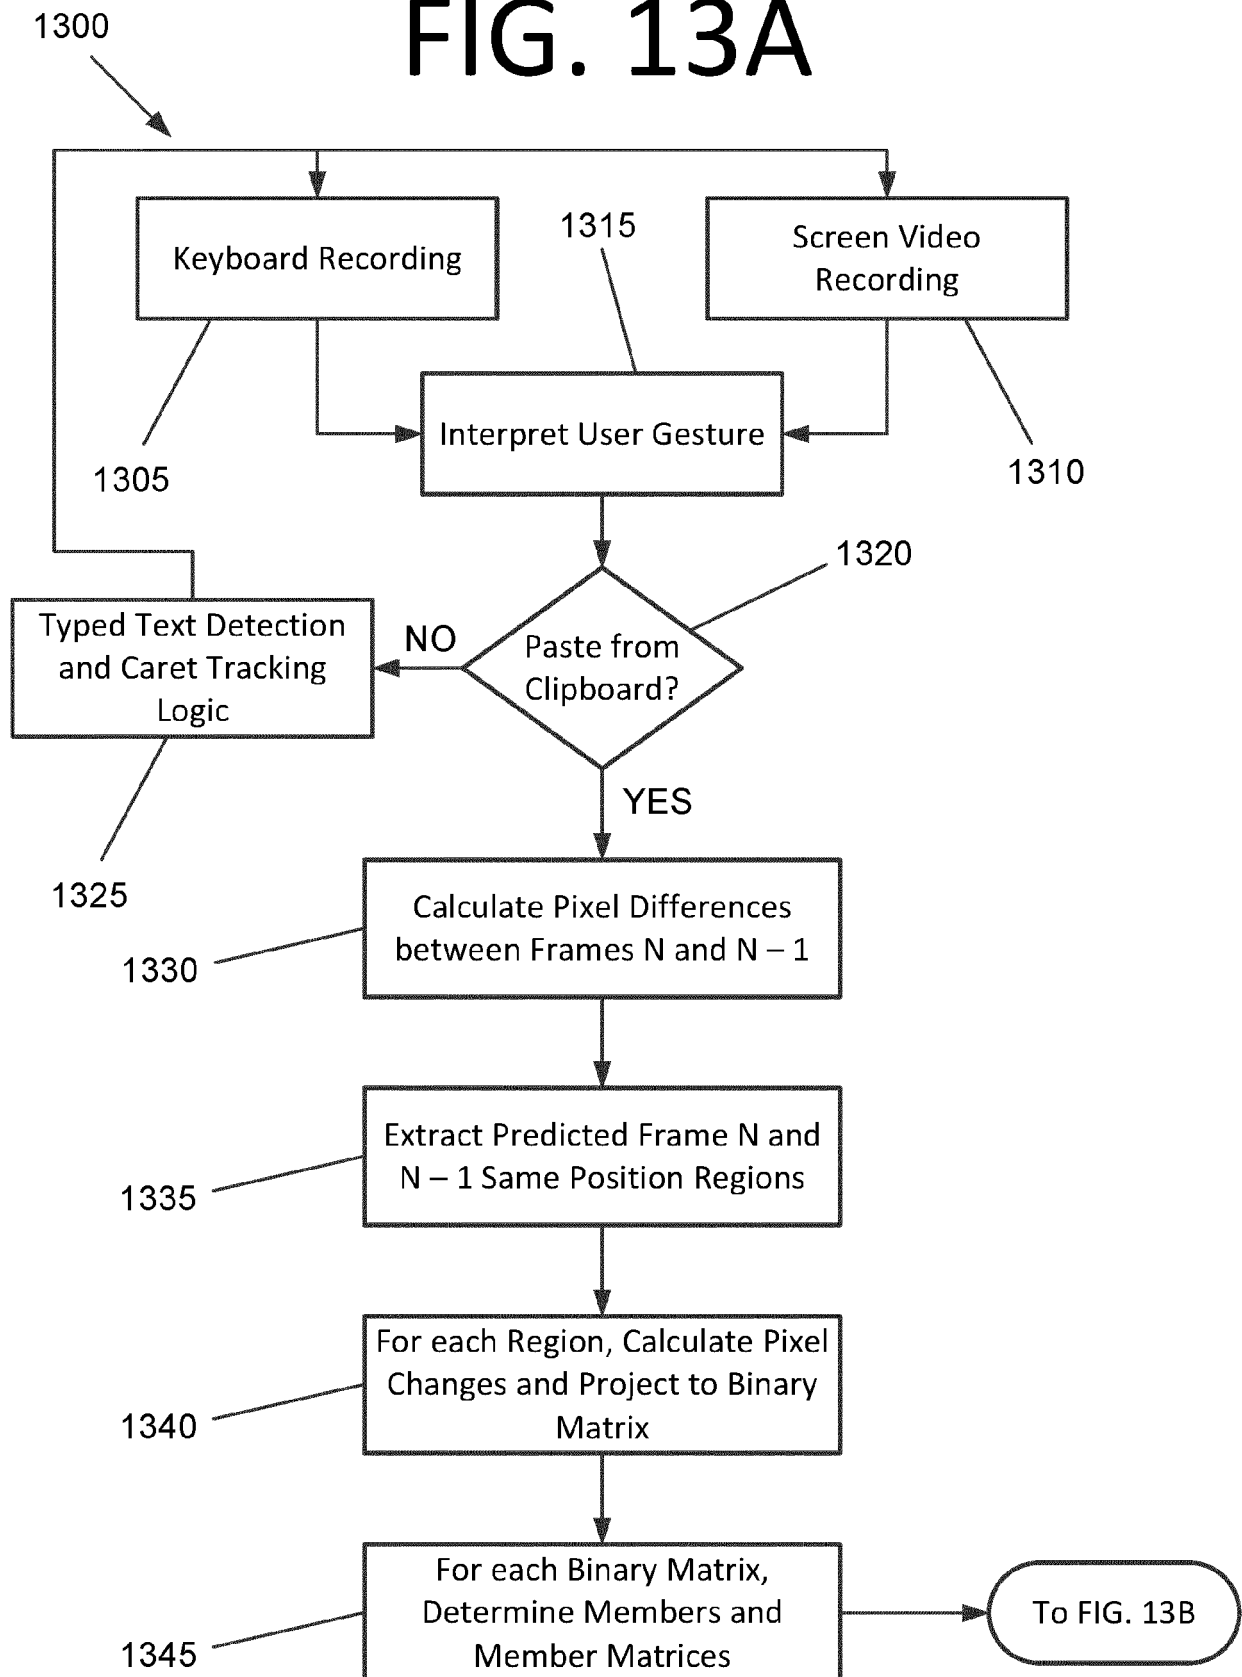 FIG. 13A
1300
Keyboard Recording
1315
Screen Video
Recording
1305
Interpret User Gesture
1310
1320
Typed Text Detection
and Caret Tracking
Logic
NO
Paste from
Clipboard?
1325
YES
Calculate Pixel Differences
between Frames N and N – 1
1330
Extract Predicted Frame N and
N – 1 Same Position Regions
1335
For each Region, Calculate Pixel
Changes and Project to Binary
Matrix
1340
For each Binary Matrix,
Determine Members and
Member Matrices
1345
To FIG. 13B